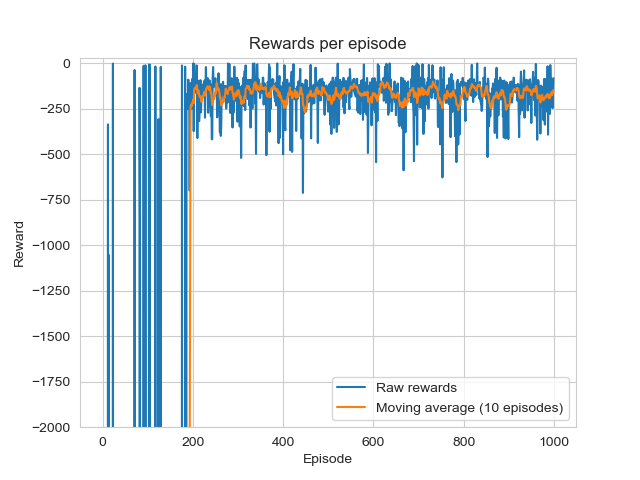 Rewards per episode
0
−250
−500
−750
−1000
−1250
−1500
−1750
−2000
Reward
0 200 400 600 800 1000
Episode
Raw rewards
Moving average (10 episodes)